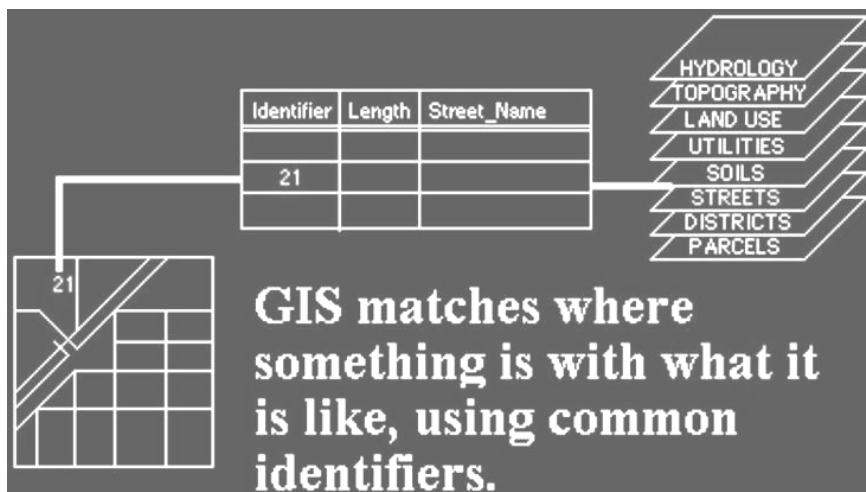 HYDROLOGY
TOPOGRAPHY
LAND USE
UTILITIES
SOILS
STREETS
DISTRICTS
PARCELS
Identifier Length Street_Name
21
21
GIS matches where
something is with what it
is like, using common
identifiers.